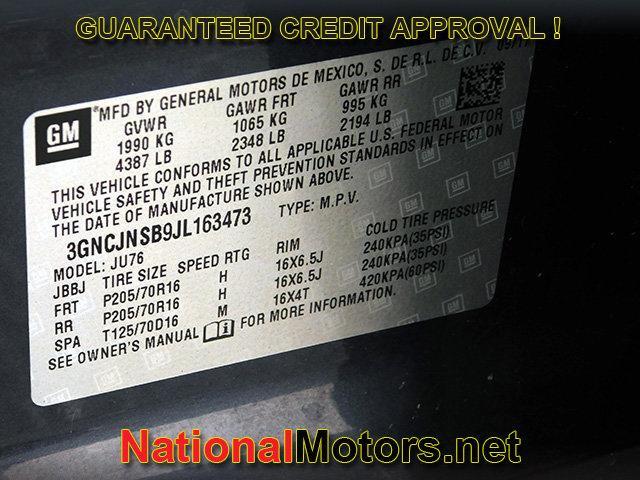 GUARANTEED CREDIT APPROVAL !
*MFD BY GENERAL MOTORS DE MEXICO, S. DE R.L. DE C.V. 09/17
GM
GVWR GAWR FRT GAWR RR
1990 KG 1065 KG 995 KG
4387 LB 2348 LB 2194 LB
THIS VEHICLE CONFORMS TO ALL APPLICABLE U.S. FEDERAL MOTOR
VEHICLE SAFETY AND THEFT PREVENTION STANDARDS IN EFFECT ON
THE DATE OF MANUFACTURE SHOWN ABOVE.
3GNCJNSB9JL163473 TYPE: M.P.V.
MODEL: JU76
JBBJ TIRE SIZE SPEED RTG RIM COLD TIRE PRESSURE
FRT P205/70R16 H 16X6.5J 240KPA(35PSI)
RR P205/70R16 H 16X6.5J 240KPA(35PSI)
SPA T125/70D16 M 16X4T 420KPA(60PSI)
SEE OWNER'S MANUAL FOR MORE INFORMATION.
NationalMotors.net